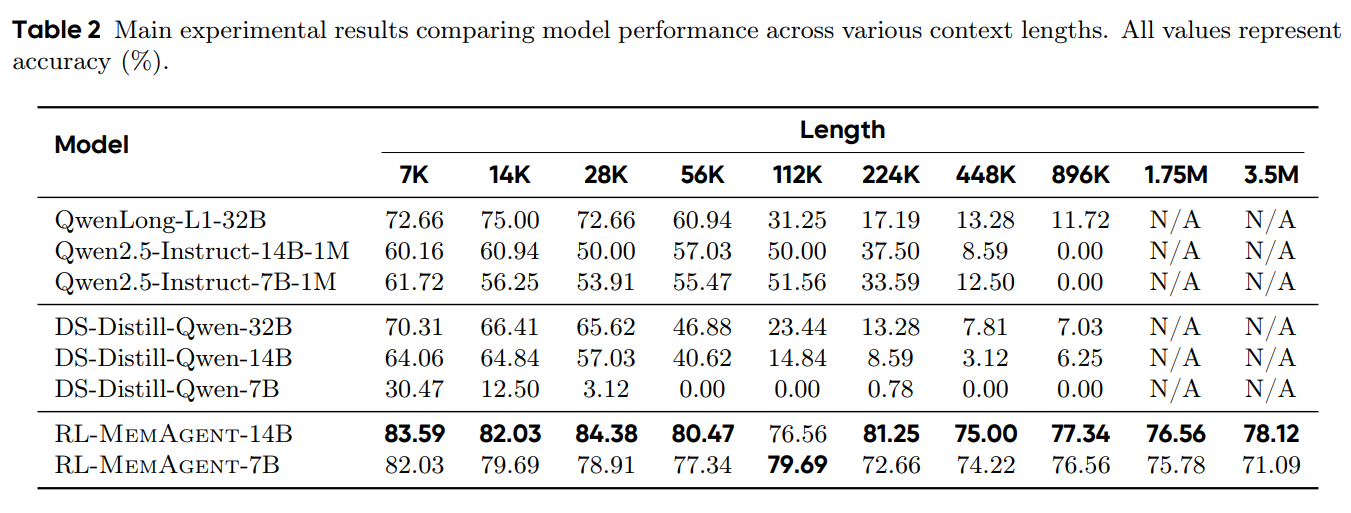 Table 2 Main experimental results comparing model performance across various context lengths. All values represent
accuracy (%).
Model Length
7K 14K 28K 56K 112K 224K 448K 896K 1.75M 3.5M
QwenLong-L1-32B 72.66 75.00 72.66 60.94 31.25 17.19 13.28 11.72 N/A N/A
Qwen2.5-Instruct-14B-1M 60.16 60.94 50.00 57.03 50.00 37.50 8.59 0.00 N/A N/A
Qwen2.5-Instruct-7B-1M 61.72 56.25 53.91 55.47 51.56 33.59 12.50 0.00 N/A N/A
DS-Distill-Qwen-32B 70.31 66.41 65.62 46.88 23.44 13.28 7.81 7.03 N/A N/A
DS-Distill-Qwen-14B 64.06 64.84 57.03 40.62 14.84 8.59 3.12 6.25 N/A N/A
DS-Distill-Qwen-7B 30.47 12.50 3.12 0.00 0.00 0.78 0.00 0.00 N/A N/A
RL-MEMAGENT-14B 83.59 82.03 84.38 80.47 76.56 81.25 75.00 77.34 76.56 78.12
RL-MEMAGENT-7B 82.03 79.69 78.91 77.34 79.69 72.66 74.22 76.56 75.78 71.09